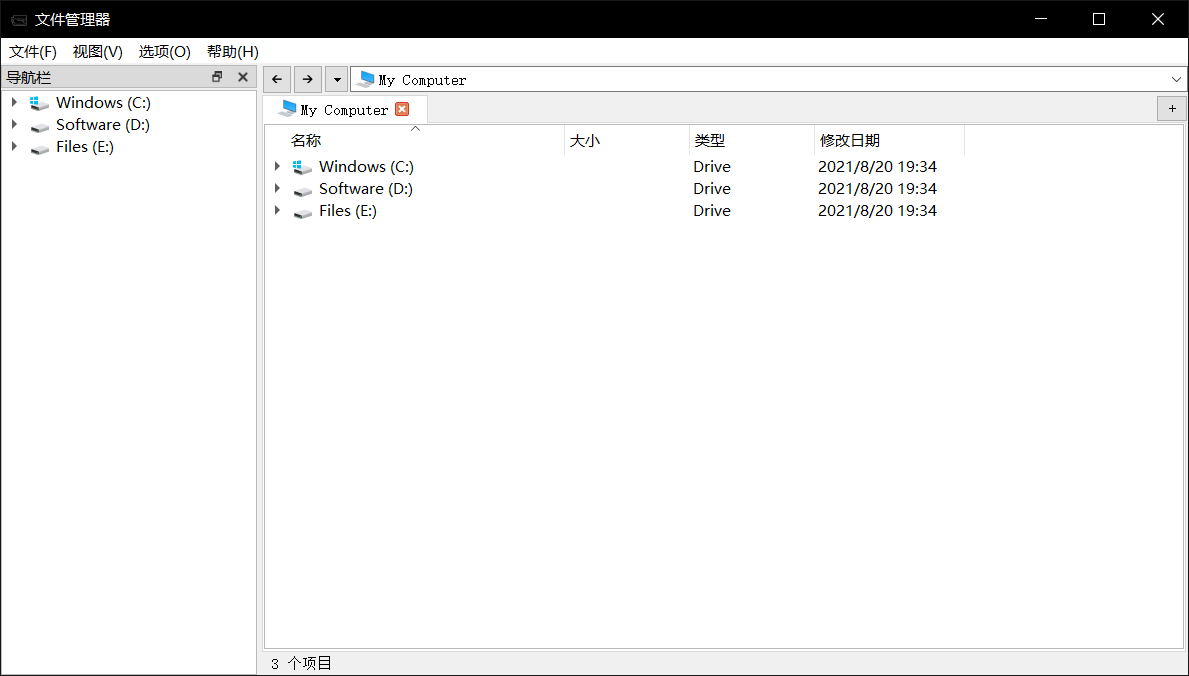 文件管理器
文件(F) 视图(V) 选项(O) 帮助(H)
导航栏
Windows (C:)
Software (D:)
Files (E:)
My Computer
My Computer
+
名称 大小 类型 修改日期
Windows (C:) Drive 2021/8/20 19:34
Software (D:) Drive 2021/8/20 19:34
Files (E:) Drive 2021/8/20 19:34
3 个项目